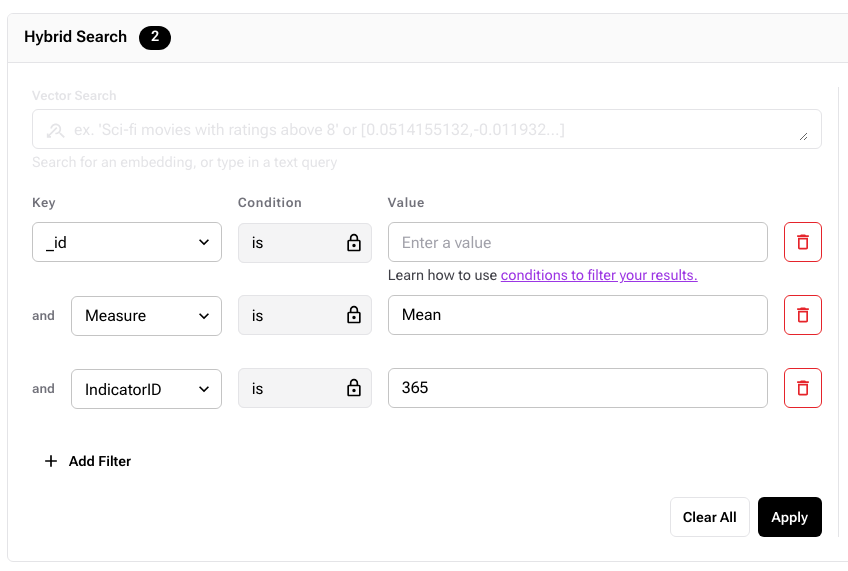 Hybrid Search 2
Vector Search
ex. 'Sci-fi movies with ratings above 8' or [0.0514155132,-0.011932...]
Search for an embedding, or type in a text query
Key Condition Value
_id is Enter a value
Learn how to use conditions to filter your results.
and Measure is Mean
and IndicatorID is 365
+ Add Filter
Clear All Apply